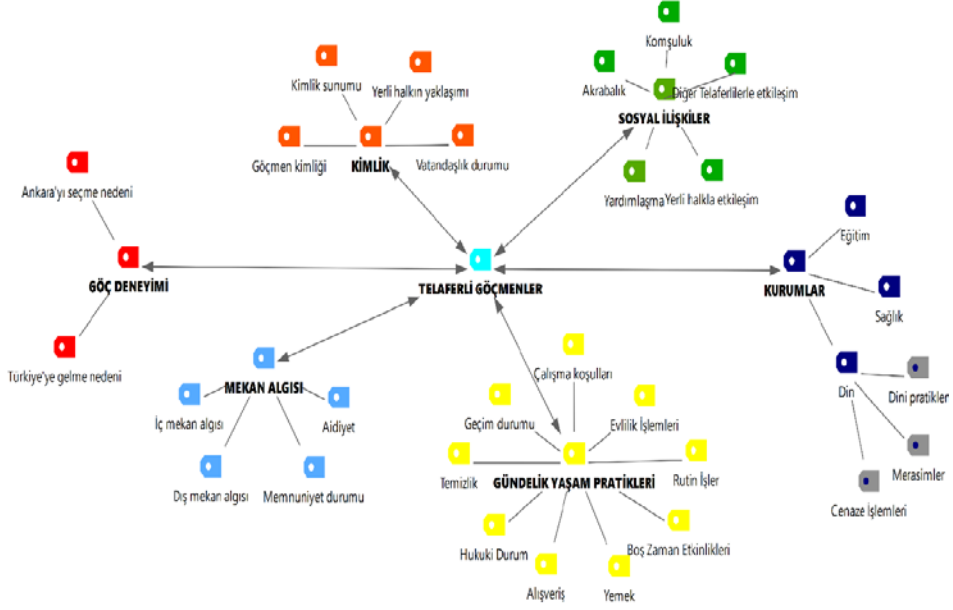 Komşuluk
Kimlik sunumu
Yerli halkın yaklaşımı
Akrabalık
Diğer Telaferlilerle etkileşim
SOSYAL İLİŞKİLER
Göçmen kimliği
KİMLİK
Vatandaşlık durumu
Ankara'yı seçme nedeni
Yardımlaşma
Yerli halkla etkileşim
Eğitim
GÖÇ DENEYİMİ
TELAFERLİ GÖÇMENLER
KURUMLAR
Sağlık
Türkiye'ye gelme nedeni
Çalışma koşulları
MEKAN ALGISI
Din
Dini pratikler
İç mekan algısı
Aidiyet
Geçim durumu
Evlilik İşlemleri
Temizlik
GÜNDELİK YAŞAM PRATİKLERİ
Rutin İşler
Merasimler
Dış mekan algısı
Memnuniyet durumu
Cenaze İşlemleri
Hukuki Durum
Boş Zaman Etkinlikleri
Alışveriş
Yemek